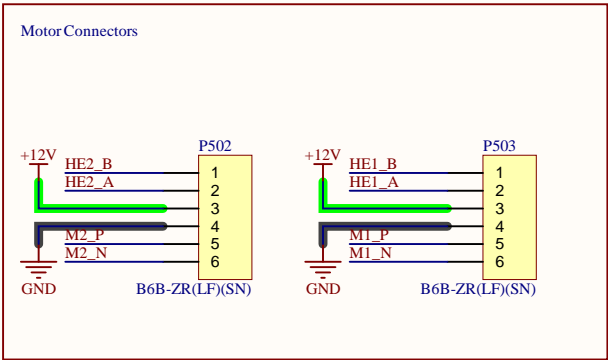 Motor Connectors
P502
P503
+12V
HE2_B
1
HE2_A
2
3
4
M2_P
5
M2_N
6
GND
B6B-ZR(LF)(SN)
+12V
HE1_B
1
HE1_A
2
3
4
M1_P
5
M1_N
6
GND
B6B-ZR(LF)(SN)